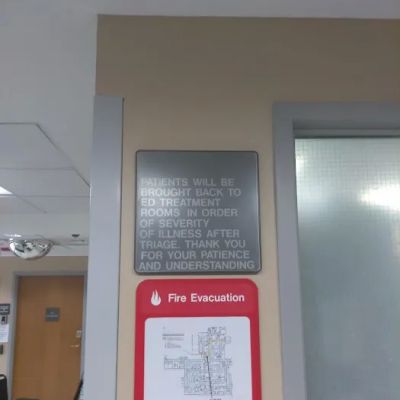 PATIENTS WILL BE
BROUGHT BACK TO
ED TREATMENT
ROOMS IN ORDER
OF SEVERITY
OF ILLNESS AFTER
TRIAGE. THANK YOU
FOR YOUR PATIENCE
AND UNDERSTANDING
Fire Evacuation